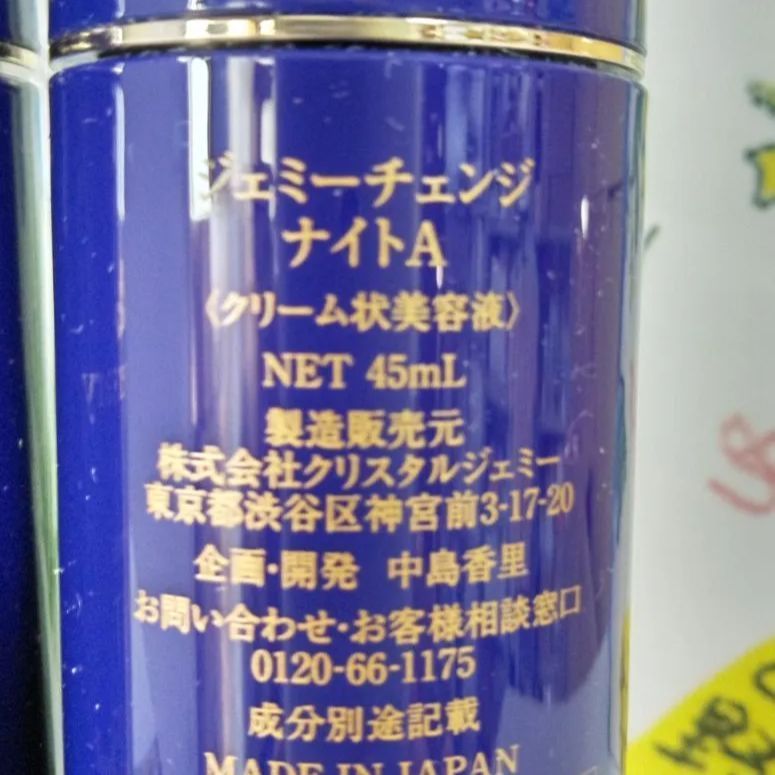 ジェミーチェンジ
ナイトA
〈クリーム状美容液〉
NET 45mL
製造販売元
株式会社クリスタルジェミー
東京都渋谷区神宮前3-17-20
企画・開発 中島香里
お問い合わせ・お客様相談窓口
0120-66-1175
成分別途記載
MADE IN JAPAN